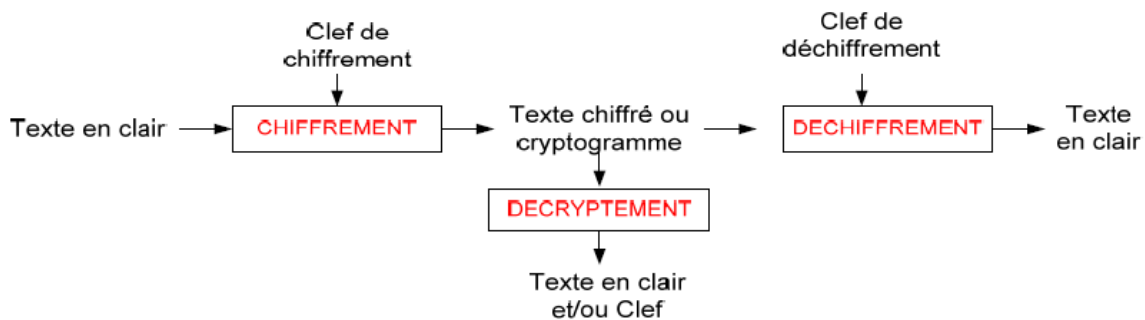 Clef de
chiffrement
Clef de
déchiffrement
Texte en clair
CHIFFREMENT
Texte chiffré ou
cryptogramme
DECHIFFREMENT
Texte
en clair
DECRYPTEMENT
Texte en clair
et/ou Clef